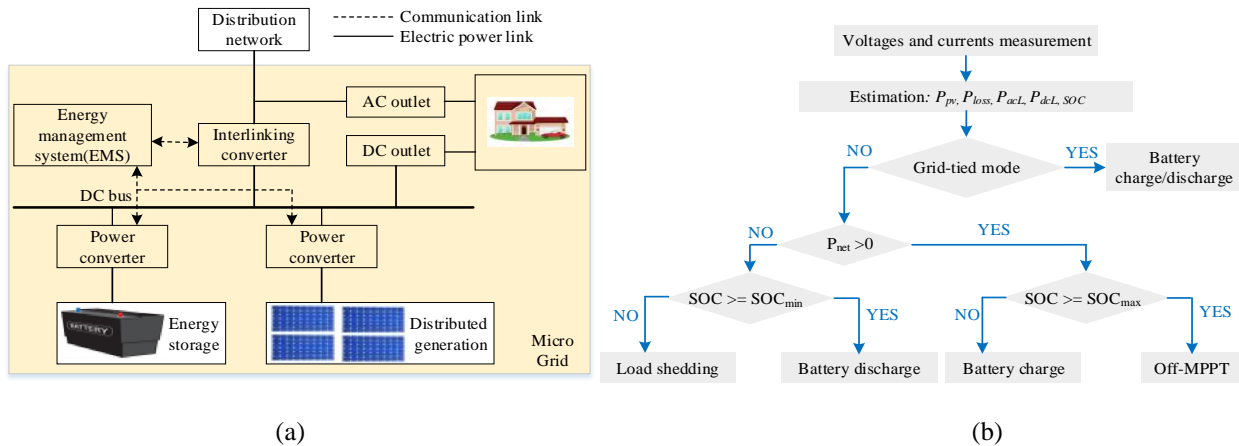 Distribution
network
Communication link
Electric power link
Energy
management
system(EMS)
Interlinking
converter
AC outlet
DC outlet
DC bus
Power
converter
Power
converter
BATTERY
Energy
storage
Distributed
generation
Micro
Grid
(a)
Voltages and currents measurement
Estimation: Ppv, Ploss, PacL, PdcL, SOC
Grid-tied mode
NO
YES
Battery
charge/discharge
Pnet >0
NO
YES
SOC >= SOCmin
SOC >= SOCmax
NO
YES
NO
YES
Load shedding
Battery discharge
Battery charge
Off-MPPT
(b)